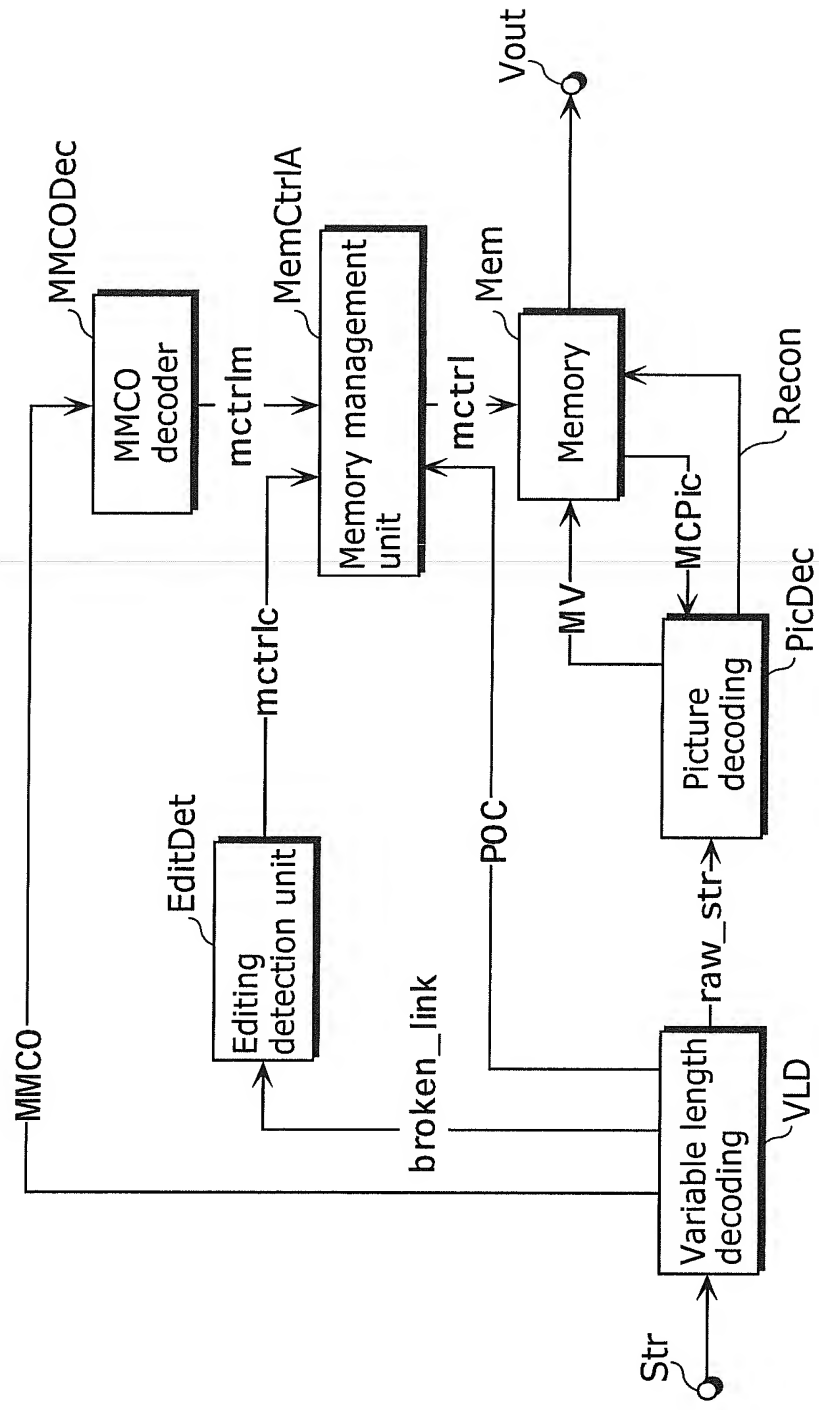 MMCO
MMCODec
MMCO
decoder
mctrlm
EditDet
Editing
detection unit
mctrlc
MemCtrlA
Memory management
unit
broken_link
POC
mctrl
Mem
Memory
Vout
MV
MCPic
Recon
Str
Variable length
decoding
VLD
raw_str
Picture
decoding
PicDec